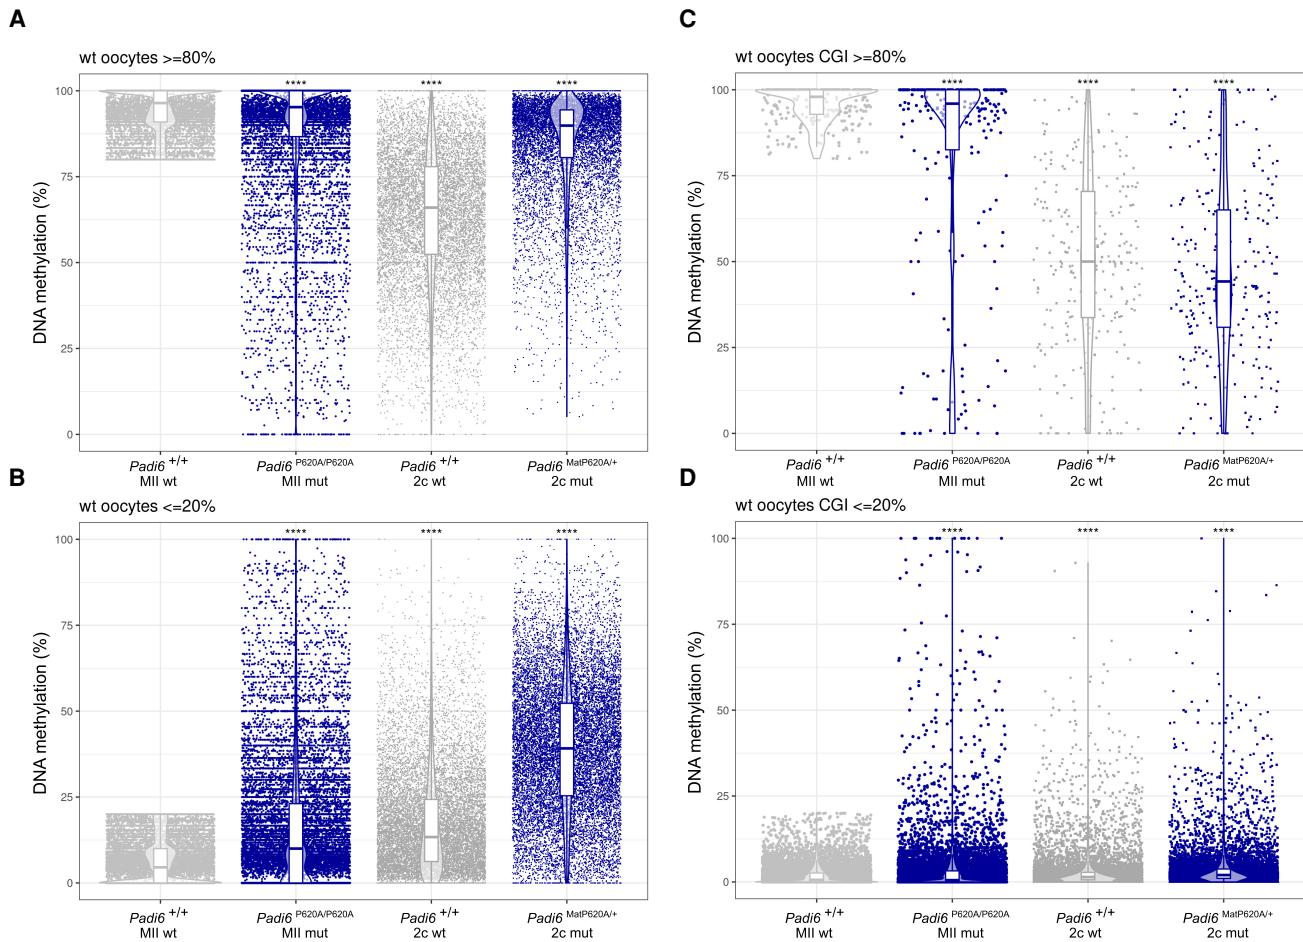 A
wt oocytes >=80%
**** **** ****
DNA methylation (%)
100
75
50
25
0
Padi6 +/+
MII wt
Padi6 P620A/P620A
MII mut
Padi6 +/+
2c wt
Padi6 MatP620A/+
2c mut
B
wt oocytes <=20%
**** **** ****
DNA methylation (%)
100
75
50
25
0
Padi6 +/+
MII wt
Padi6 P620A/P620A
MII mut
Padi6 +/+
2c wt
Padi6 MatP620A/+
2c mut
C
wt oocytes CGI >=80%
**** **** ****
DNA methylation (%)
100
75
50
25
0
Padi6 +/+
MII wt
Padi6 P620A/P620A
MII mut
Padi6 +/+
2c wt
Padi6 MatP620A/+
2c mut
D
wt oocytes CGI <=20%
**** **** ****
DNA methylation (%)
100
75
50
25
0
Padi6 +/+
MII wt
Padi6 P620A/P620A
MII mut
Padi6 +/+
2c wt
Padi6 MatP620A/+
2c mut